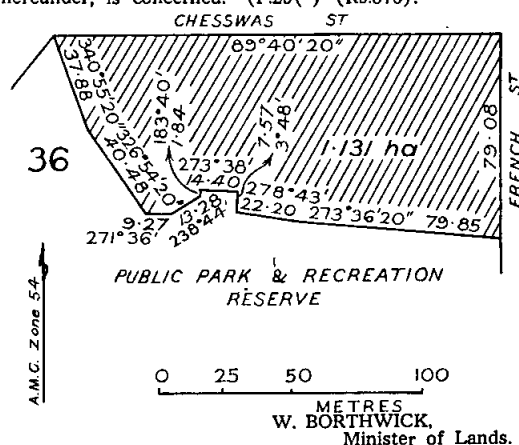 hereunder, is concerned. (P.29( ) (Rs.675).
CHESSWAS ST
89°40'20"
340°55'20"
37·88
326°54'20"
40·48
183°40'
1·84
7·57
3°48'
79·08
FRENCH ST
1·131 ha
36
273°38'
14·40
278°43'
22·20
273°36'20"
79·85
9·27
271°36'
13·28
238°44'
PUBLIC PARK & RECREATION
RESERVE
A.M.G. Zone 54
0 25 50 100
METRES
W. BORTHWICK,
Minister of Lands.